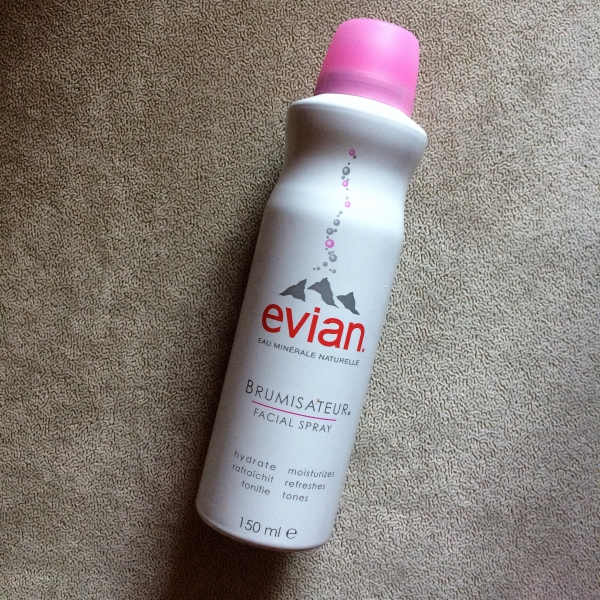 evian®
EAU MINÉRALE NATURELLE
BRUMISATEUR®
FACIAL SPRAY
hydrate moisturizes
rafraîchit refreshes
tonifie tones
150 ml ℮